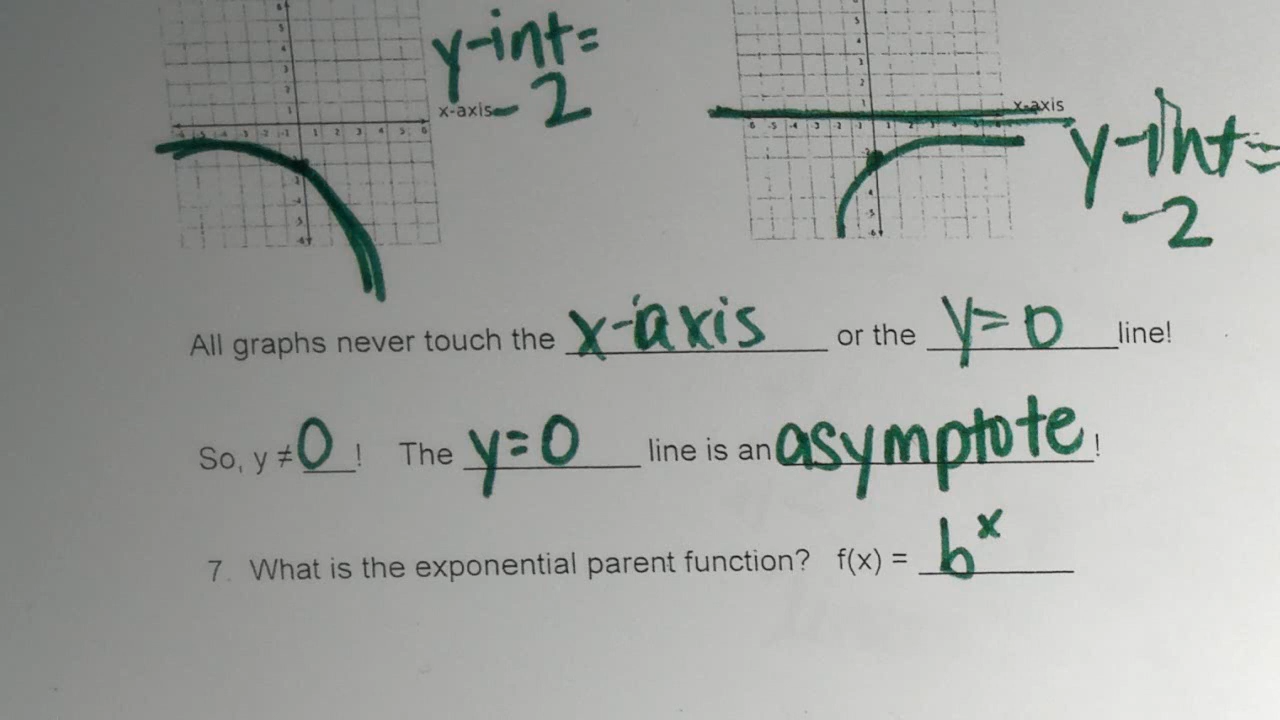 y-int=
-2
x-axis
x-axis
y-int=
-2
All graphs never touch the x-axis or the y=0 line!
So, y ≠ 0 ! The y=0 line is an asymptote !
7. What is the exponential parent function? f(x) = b^x